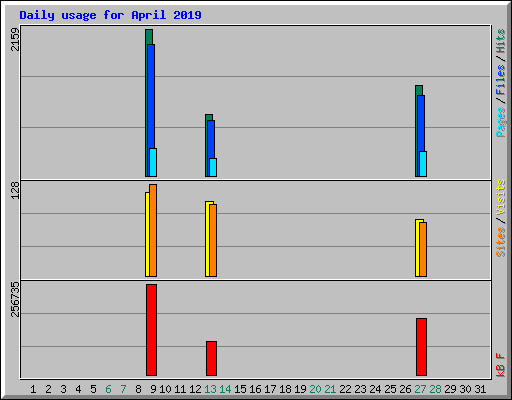 Daily usage for April 2019
2159
Pages/Files/Hits
128
Sites/Visits
256735
kB F
1 2 3 4 5 6 7 8 9 10 11 12 13 14 15 16 17 18 19 20 21 22 23 24 25 26 27 28 29 30 31